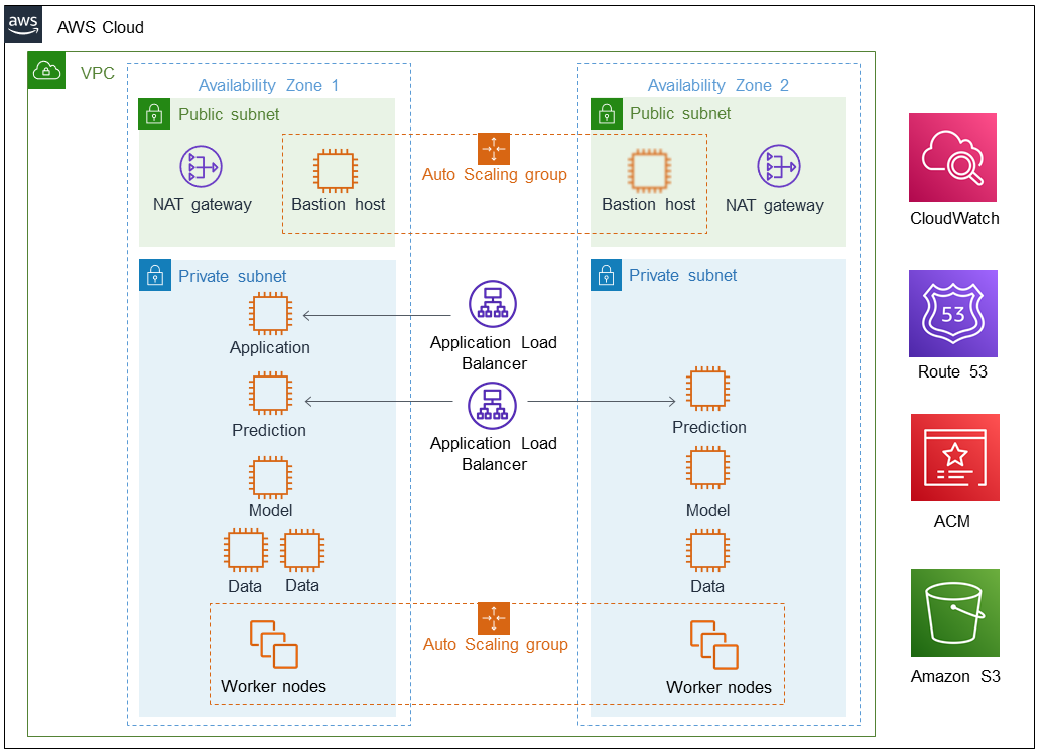 aws
AWS Cloud
VPC
Availability Zone 1
Availability Zone 2
Public subnet
Public subnet
Auto Scaling group
NAT gateway
Bastion host
Bastion host
NAT gateway
CloudWatch
Private subnet
Private subnet
Application
Application Load
Balancer
53
Route 53
Prediction
Application Load
Balancer
Prediction
Model
Model
ACM
Data
Data
Data
Auto Scaling group
Worker nodes
Worker nodes
Amazon S3